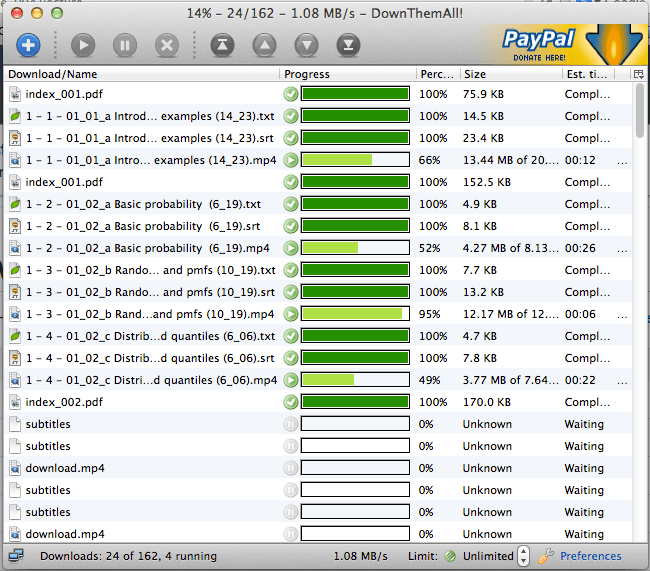 14% - 24/162 - 1.08 MB/s - DownThemAll!
PayPal
DONATE HERE!
Download/Name Progress Perc... Size Est. ti...
index_001.pdf 100% 75.9 KB Compl...
1 - 1 - 01_01_a Introd... examples (14_23).txt 100% 14.5 KB Compl...
1 - 1 - 01_01_a Introd... examples (14_23).srt 100% 23.4 KB Compl...
1 - 1 - 01_01_a Intro... examples (14_23).mp4 66% 13.44 MB of 20.... 00:12 ...
index_001.pdf 100% 152.5 KB Compl...
1 - 2 - 01_02_a Basic probability (6_19).txt 100% 4.9 KB Compl...
1 - 2 - 01_02_a Basic probability (6_19).srt 100% 8.1 KB Compl...
1 - 2 - 01_02_a Basic probability (6_19).mp4 52% 4.27 MB of 8.13... 00:26 ...
1 - 3 - 01_02_b Rando... and pmfs (10_19).txt 100% 7.7 KB Compl...
1 - 3 - 01_02_b Rando... and pmfs (10_19).srt 100% 13.2 KB Compl...
1 - 3 - 01_02_b Rand...and pmfs (10_19).mp4 95% 12.17 MB of 12.... 00:06 ...
1 - 4 - 01_02_c Distrib...d quantiles (6_06).txt 100% 4.7 KB Compl...
1 - 4 - 01_02_c Distrib...d quantiles (6_06).srt 100% 7.8 KB Compl...
1 - 4 - 01_02_c Distri...d quantiles (6_06).mp4 49% 3.77 MB of 7.64... 00:22 ...
index_002.pdf 100% 170.0 KB Compl...
subtitles 0% Unknown Waiting
subtitles 0% Unknown Waiting
download.mp4 0% Unknown Waiting
subtitles 0% Unknown Waiting
subtitles 0% Unknown Waiting
download.mp4 0% Unknown Waiting
Downloads: 24 of 162, 4 running 1.08 MB/s Limit: Unlimited Preferences